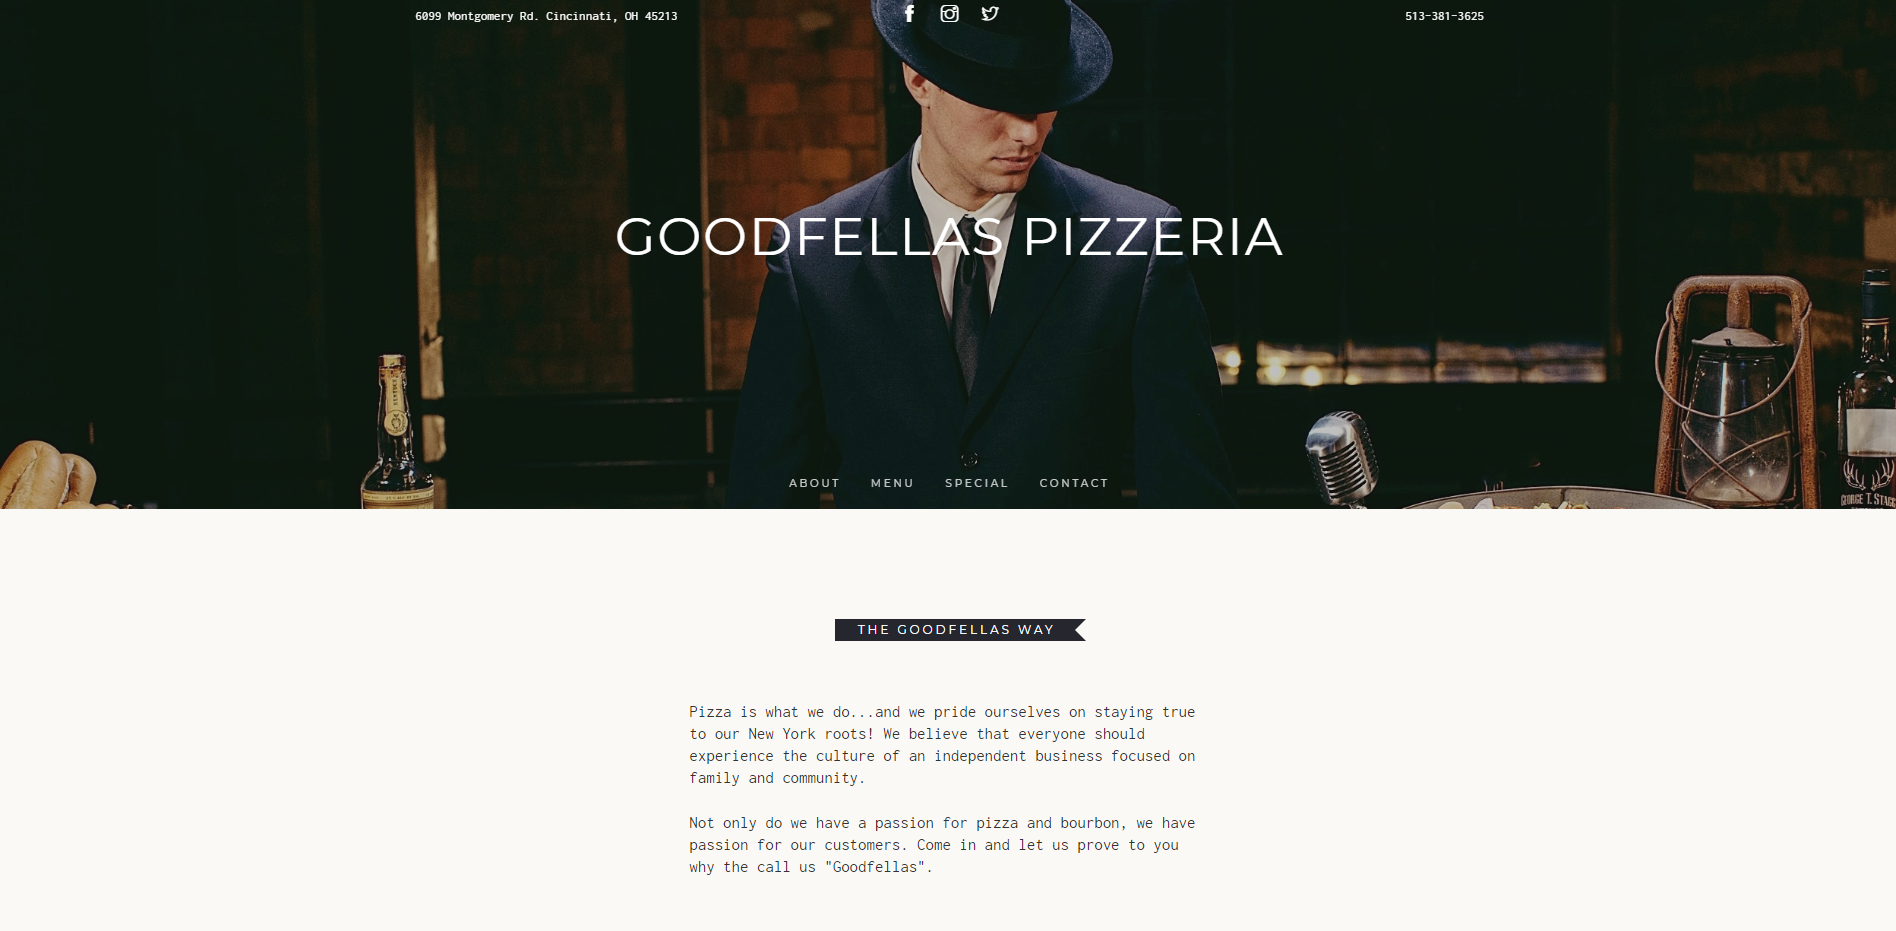 6099 Montgomery Rd. Cincinnati, OH 45213
513-381-3625
GOODFELLAS PIZZERIA
ABOUT MENU SPECIAL CONTACT
GEORGE T. STAGG
THE GOODFELLAS WAY
Pizza is what we do...and we pride ourselves on staying true
to our New York roots! We believe that everyone should
experience the culture of an independent business focused on
family and community.
Not only do we have a passion for pizza and bourbon, we have
passion for our customers. Come in and let us prove to you
why the call us "Goodfellas".